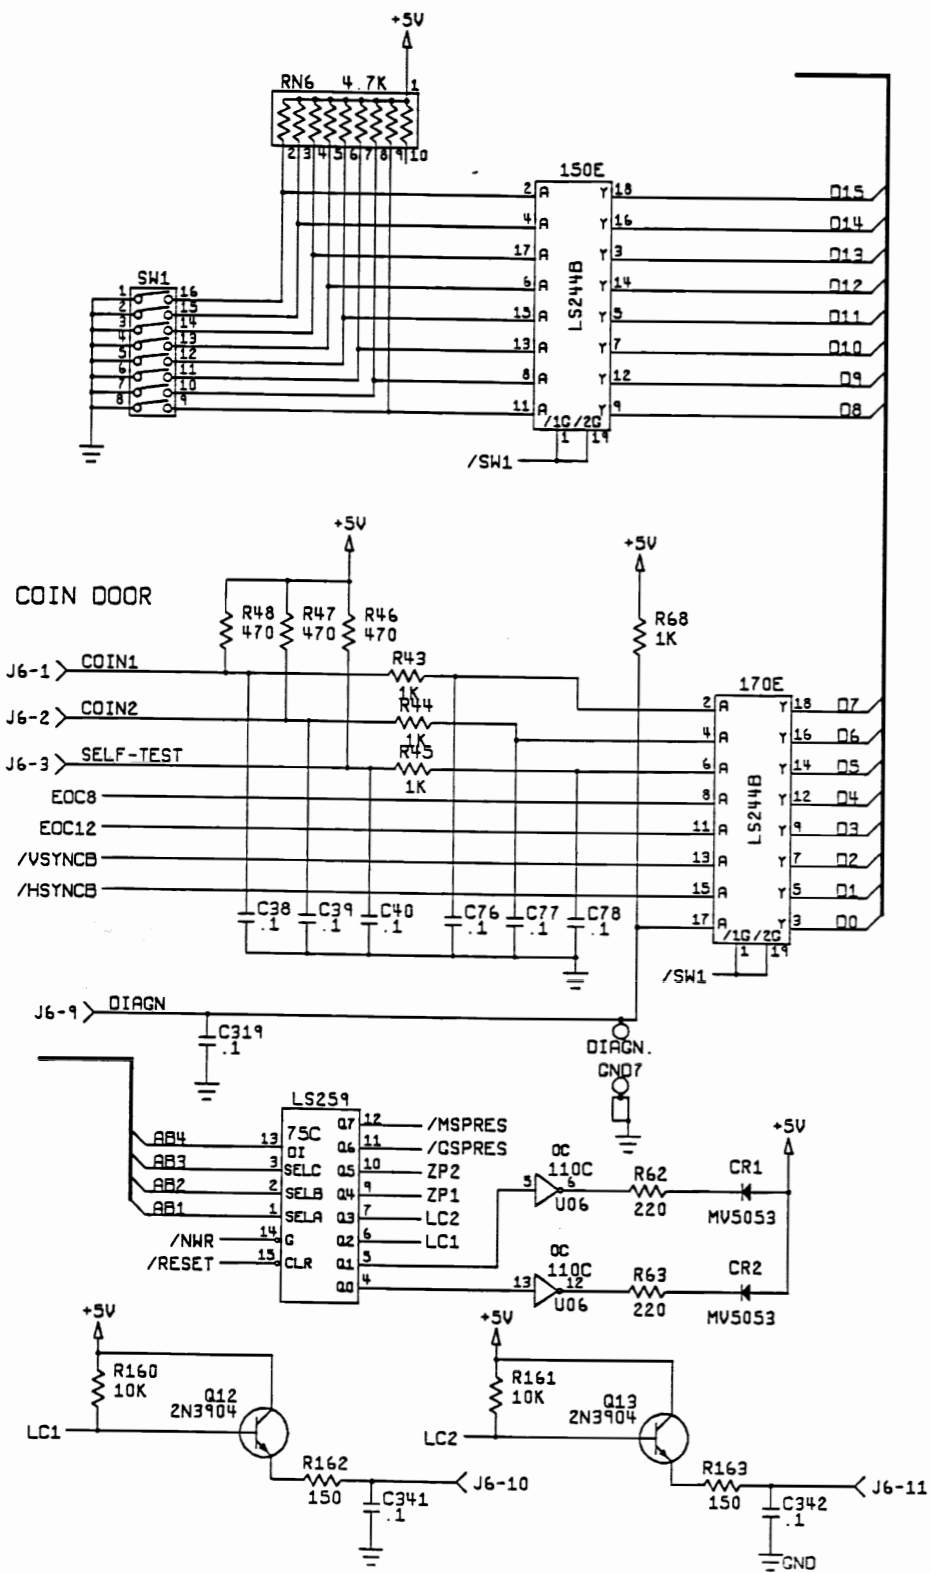 +5V
RN6 4.7K 1
2 3 4 5 6 7 8 9 10
150E
2 A Y 18 D15
4 A Y 16 D14
17 A Y 3 D13
6 A Y 14 D12
15 A Y 5 D11
13 A Y 7 D10
8 A Y 12 D9
11 A Y 9 D8
LS244B
/1G /2G
1 19
/SW1
SW1
1 16
2 15
3 14
4 13
5 12
6 11
7 10
8 9
+5V
+5V
COIN DOOR
R48 R47 R46
470 470 470
R68
1K
J6-1 COIN1 R43
1K
J6-2 COIN2 R44
1K
J6-3 SELF-TEST R45
1K
EOC8
EOC12
/VSYNCB
/HSYNCB
170E
2 A Y 18 D7
4 A Y 16 D6
6 A Y 14 D5
8 A Y 12 D4
11 A Y 9 D3
13 A Y 7 D2
15 A Y 5 D1
17 A Y 3 D0
LS244B
/1G /2G
1 19
/SW1
C38 C39 C40 C76 C77 C78
.1 .1 .1 .1 .1 .1
J6-9 DIAGN
C319
.1
DIAGN.
GND7
LS259
75C
AB4 13 DI
AB3 3 SELC
AB2 2 SELB
AB1 1 SELA
/NWR 14 G
/RESET 15 CLR
Q7 12 /MSPRES
Q6 11 /GSPRES
Q5 10 ZP2
Q4 9 ZP1
Q3 7 LC2
Q2 6 LC1
Q1 5
Q0 4
+5V
OC
110C
5 6
U06
R62
220
CR1
MV5053
OC
110C
13 12
U06
R63
220
CR2
MV5053
+5V
R160
10K
Q12
2N3904
LC1
R162
150
C341
.1
J6-10
+5V
R161
10K
Q13
2N3904
LC2
R163
150
C342
.1
J6-11
GND